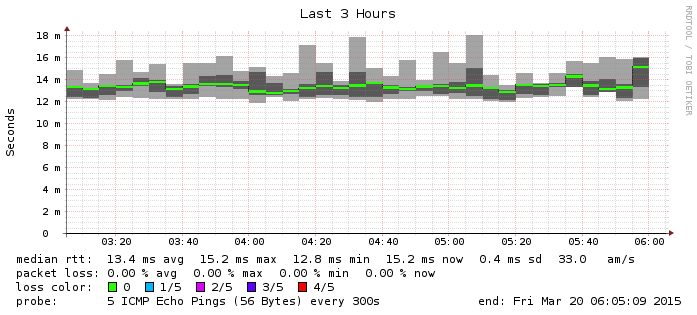 Last 3 Hours
RRDTOOL / TOBI OETIKER
Seconds
18 m
16 m
14 m
12 m
10 m
8 m
6 m
4 m
2 m
0
03:20 03:40 04:00 04:20 04:40 05:00 05:20 05:40 06:00
median rtt: 13.4 ms avg 15.2 ms max 12.8 ms min 15.2 ms now 0.4 ms sd 33.0 am/s
packet loss: 0.00 % avg 0.00 % max 0.00 % min 0.00 % now
loss color: 0 1/5 2/5 3/5 4/5
probe: 5 ICMP Echo Pings (56 Bytes) every 300s end: Fri Mar 20 06:05:09 2015